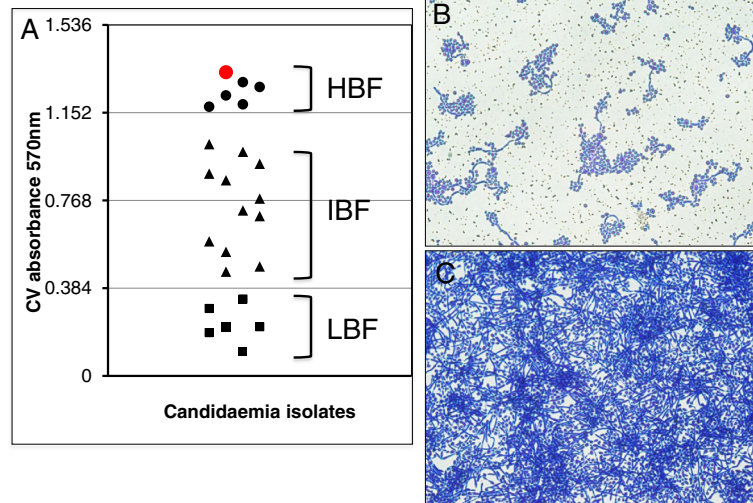 A
1.536
1.152
0.768
0.384
0
CV absorbance 570nm
HBF
IBF
LBF
Candidaemia isolates
B
C